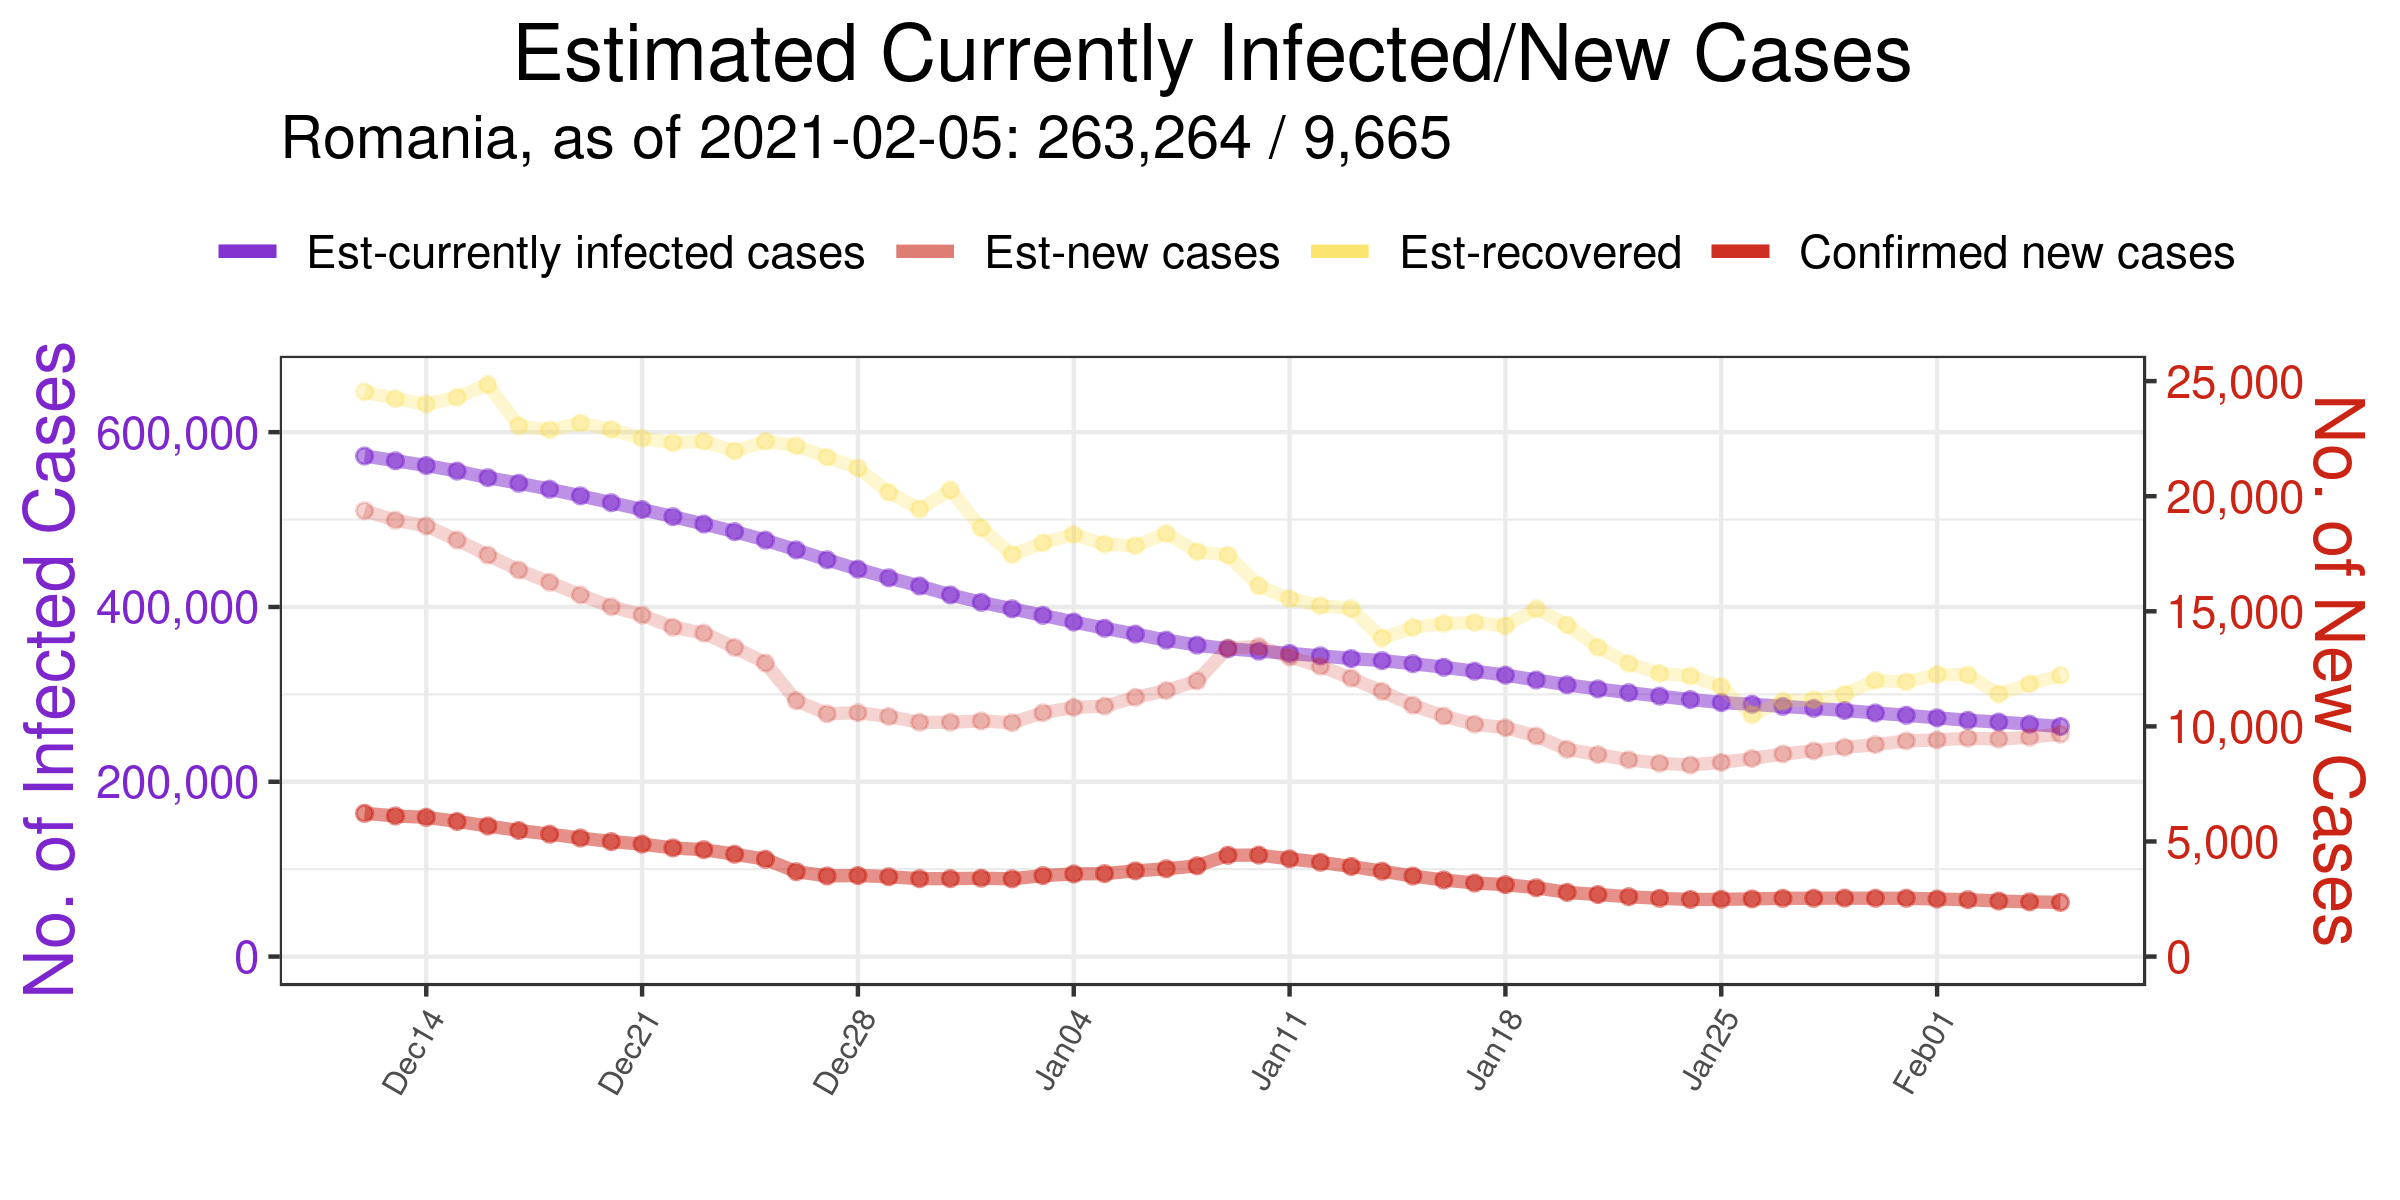 Estimated Currently Infected/New Cases
Romania, as of 2021-02-05: 263,264 / 9,665
Est-currently infected cases Est-new cases Est-recovered Confirmed new cases
No. of Infected Cases
600,000
400,000
200,000
0
25,000
20,000
15,000
10,000
5,000
0
No. of New Cases
Dec14 Dec21 Dec28 Jan04 Jan11 Jan18 Jan25 Feb01